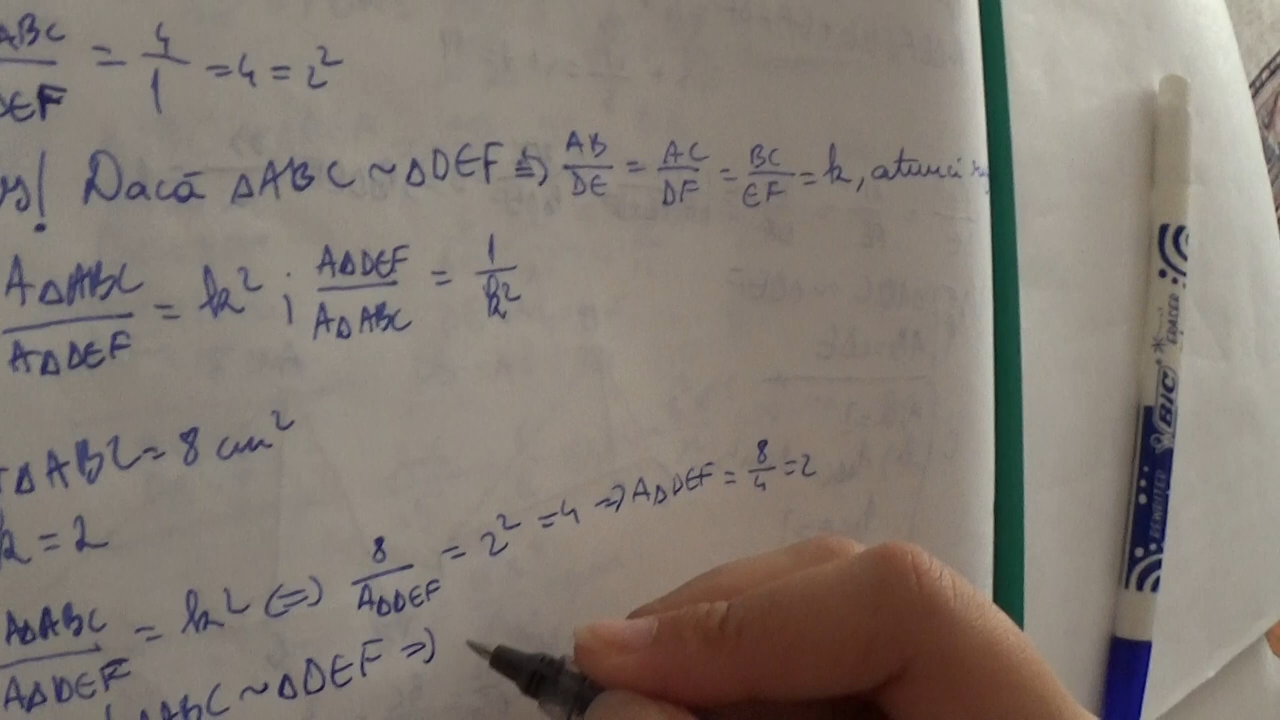 ABC / DEF = 4/1 = 4 = 2²
! Dacă ΔABC ~ ΔDEF ⇒ AB/DE = AC/DF = BC/EF = k, atunci
AΔABC / AΔDEF = k² ; AΔDEF / AΔABC = 1/k²
ΔABC = 8 cm²
k = 2
AΔABC / AΔDEF = k² (=) 8 / AΔDEF = 2² = 4 ⇒ AΔDEF = 8/4 = 2
ABC ~ ΔDEF ⇒
BIC